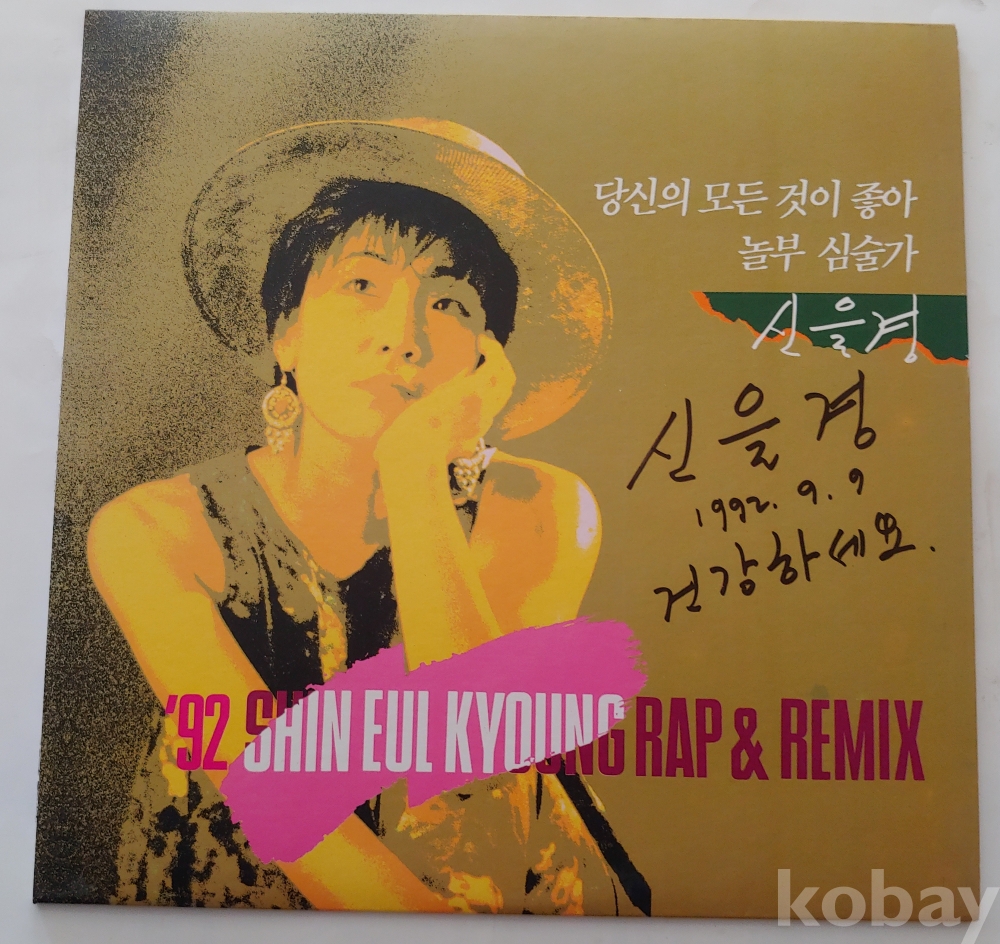 당신의 모든 것이 좋아
놀부 심술가
신을경
신을경
1992. 9. 9
건강하세요.
'92 SHIN EUL KYOUNG RAP & REMIX
kobay